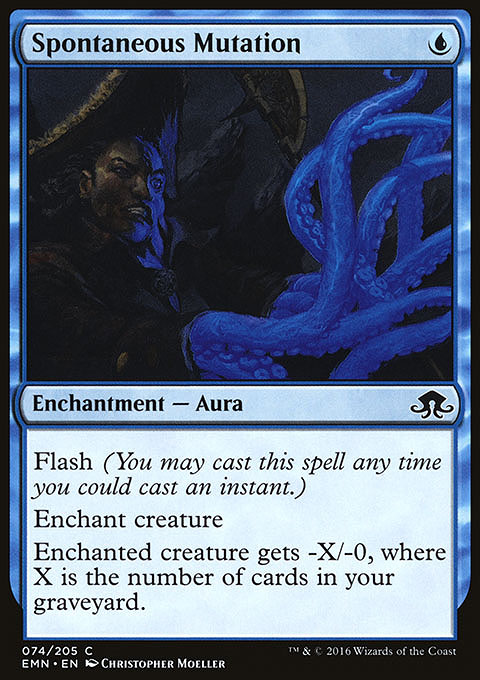 Spontaneous Mutation
Enchantment — Aura
Flash (You may cast this spell any time
you could cast an instant.)
Enchant creature
Enchanted creature gets -X/-0, where
X is the number of cards in your
graveyard.
074/205 C
EMN • EN Christopher Moeller
™ & © 2016 Wizards of the Coast